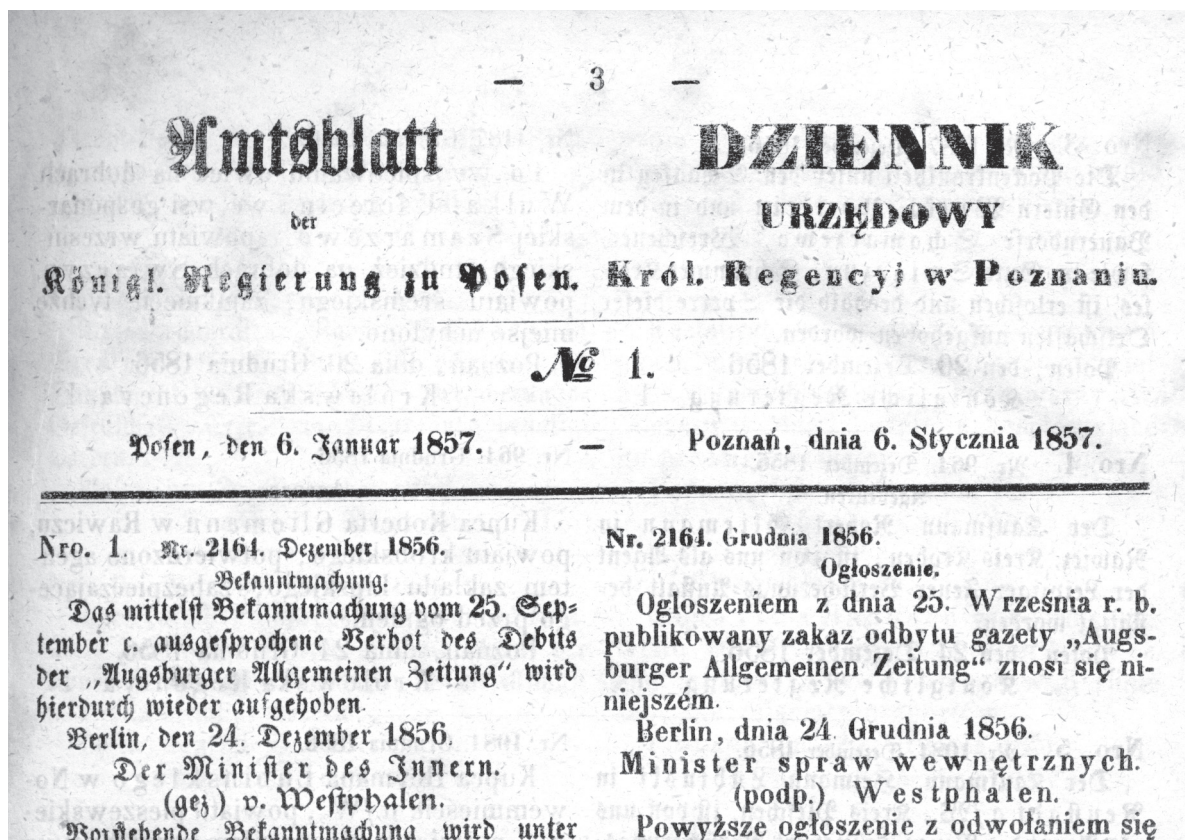 — 3 —
Amtsblatt
der
Königl. Regierung zu Posen.
DZIENNIK
URZĘDOWY
Król. Regencyi w Poznaniu.
№ 1.
Posen, den 6. Januar 1857. — Poznań, dnia 6. Stycznia 1857.
Nro. 1. Nr. 2164. Dezember 1856.
Bekanntmachung.
Das mittelst Bekanntmachung vom 25. Sep-
tember c. ausgesprochene Verbot des Debits
der „Augsburger Allgemeinen Zeitung“ wird
hierdurch wieder aufgehoben.
Berlin, den 24. Dezember 1856.
Der Minister des Innern.
(gez.) v. Westphalen.
Vorstehende Bekanntmachung wird unter
Nr. 2164. Grudnia 1856.
Ogłoszenie.
Ogłoszeniem z dnia 25. Września r. b.
publikowany zakaz odbytu gazety „Augs-
burger Allgemeinen Zeitung“ znosi się ni-
niejszém.
Berlin, dnia 24. Grudnia 1856.
Minister spraw wewnętrznych.
(podp.) Westphalen.
Powyższe ogłoszenie z odwołaniem się